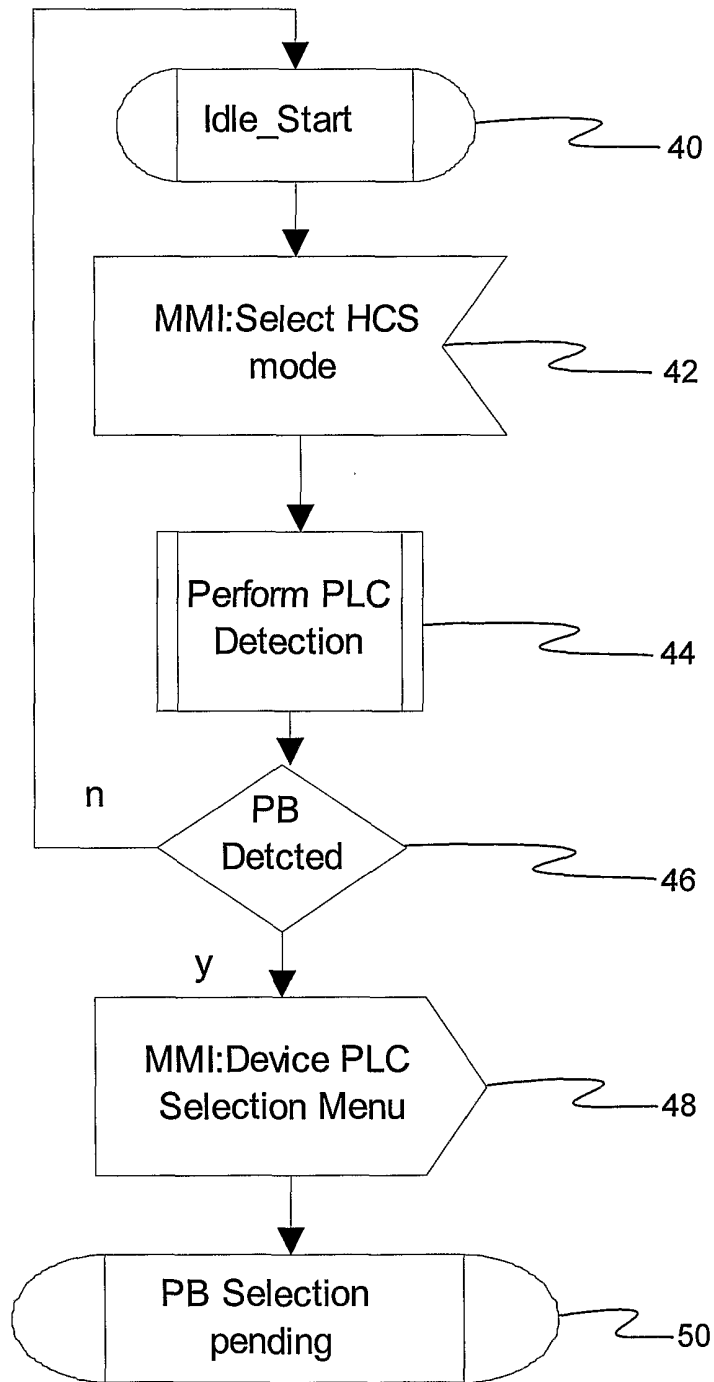 Idle_Start
40
MMI:Select HCS
mode
42
Perform PLC
Detection
44
n
PB
Detcted
46
y
MMI:Device PLC
Selection Menu
48
PB Selection
pending
50